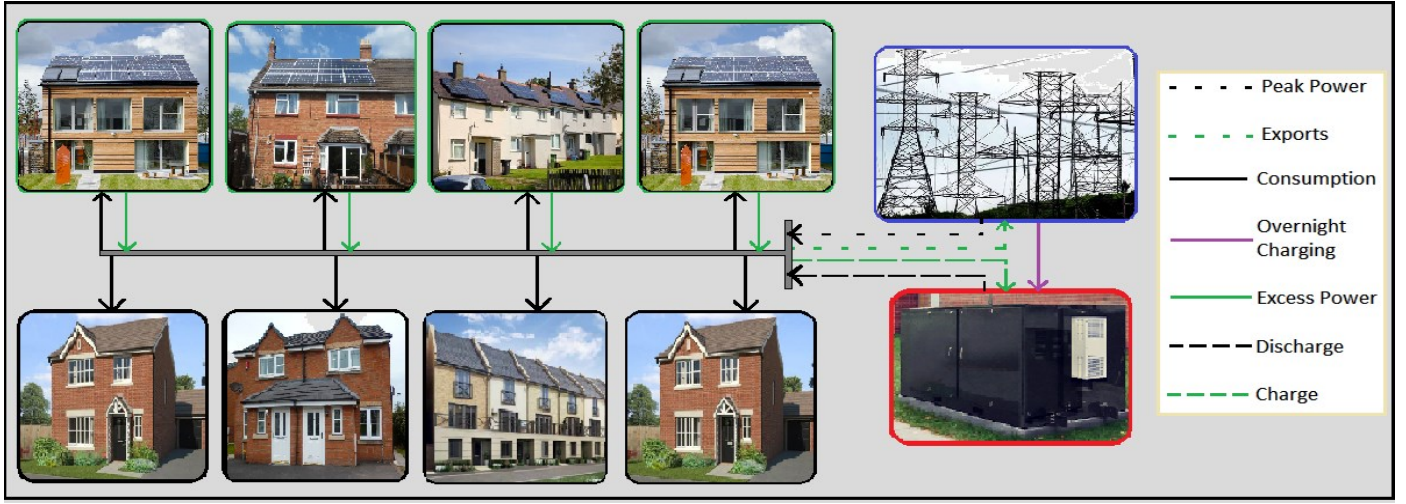 Peak Power
Exports
Consumption
Overnight
Charging
Excess Power
Discharge
Charge